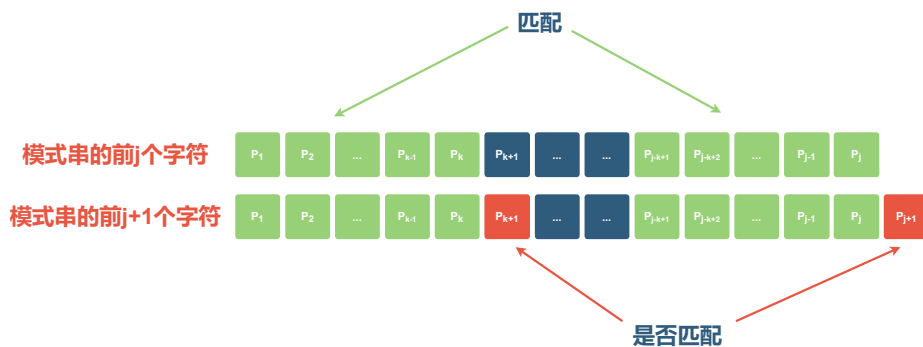 匹配
模式串的前j个字符 P₁ P₂ ... Pₖ₋₁ Pₖ Pₖ₊₁ ... ... Pⱼ₋ₖ₊₁ Pⱼ₋ₖ₊₂ ... Pⱼ₋₁ Pⱼ
模式串的前j+1个字符 P₁ P₂ ... Pₖ₋₁ Pₖ Pₖ₊₁ ... ... Pⱼ₋ₖ₊₁ Pⱼ₋ₖ₊₂ ... Pⱼ₋₁ Pⱼ Pⱼ₊₁
是否匹配